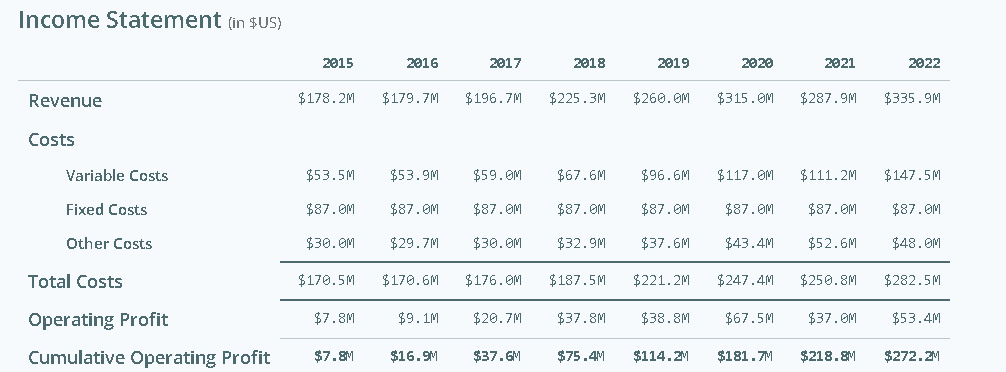 Income Statement (in $US)
2015 2016 2017 2018 2019 2020 2021 2022
Revenue $178.2M $179.7M $196.7M $225.3M $260.0M $315.0M $287.9M $335.9M
Costs
Variable Costs $53.5M $53.9M $59.0M $67.6M $96.6M $117.0M $111.2M $147.5M
Fixed Costs $87.0M $87.0M $87.0M $87.0M $87.0M $87.0M $87.0M $87.0M
Other Costs $30.0M $29.7M $30.0M $32.9M $37.6M $43.4M $52.6M $48.0M
Total Costs $170.5M $170.6M $176.0M $187.5M $221.2M $247.4M $250.8M $282.5M
Operating Profit $7.8M $9.1M $20.7M $37.8M $38.8M $67.5M $37.0M $53.4M
Cumulative Operating Profit $7.8M $16.9M $37.6M $75.4M $114.2M $181.7M $218.8M $272.2M